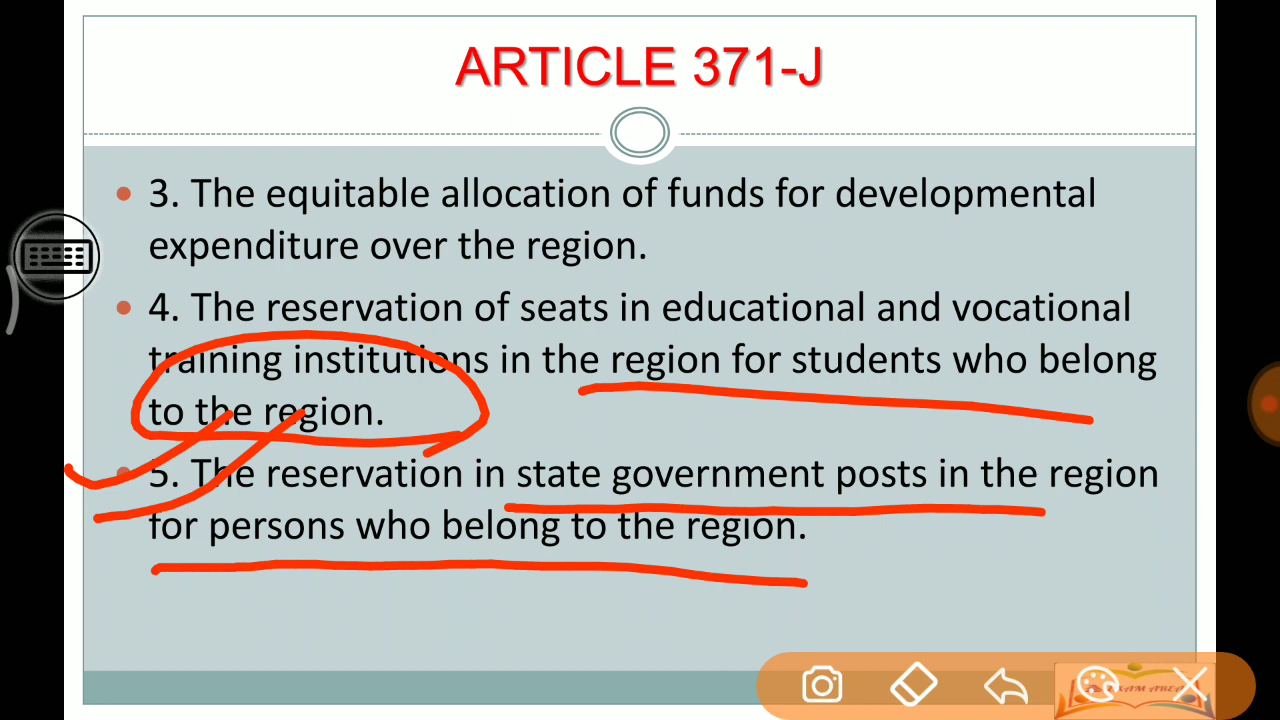 ARTICLE 371-J
• 3. The equitable allocation of funds for developmental
expenditure over the region.
• 4. The reservation of seats in educational and vocational
training institutions in the region for students who belong
to the region.
• 5. The reservation in state government posts in the region
for persons who belong to the region.